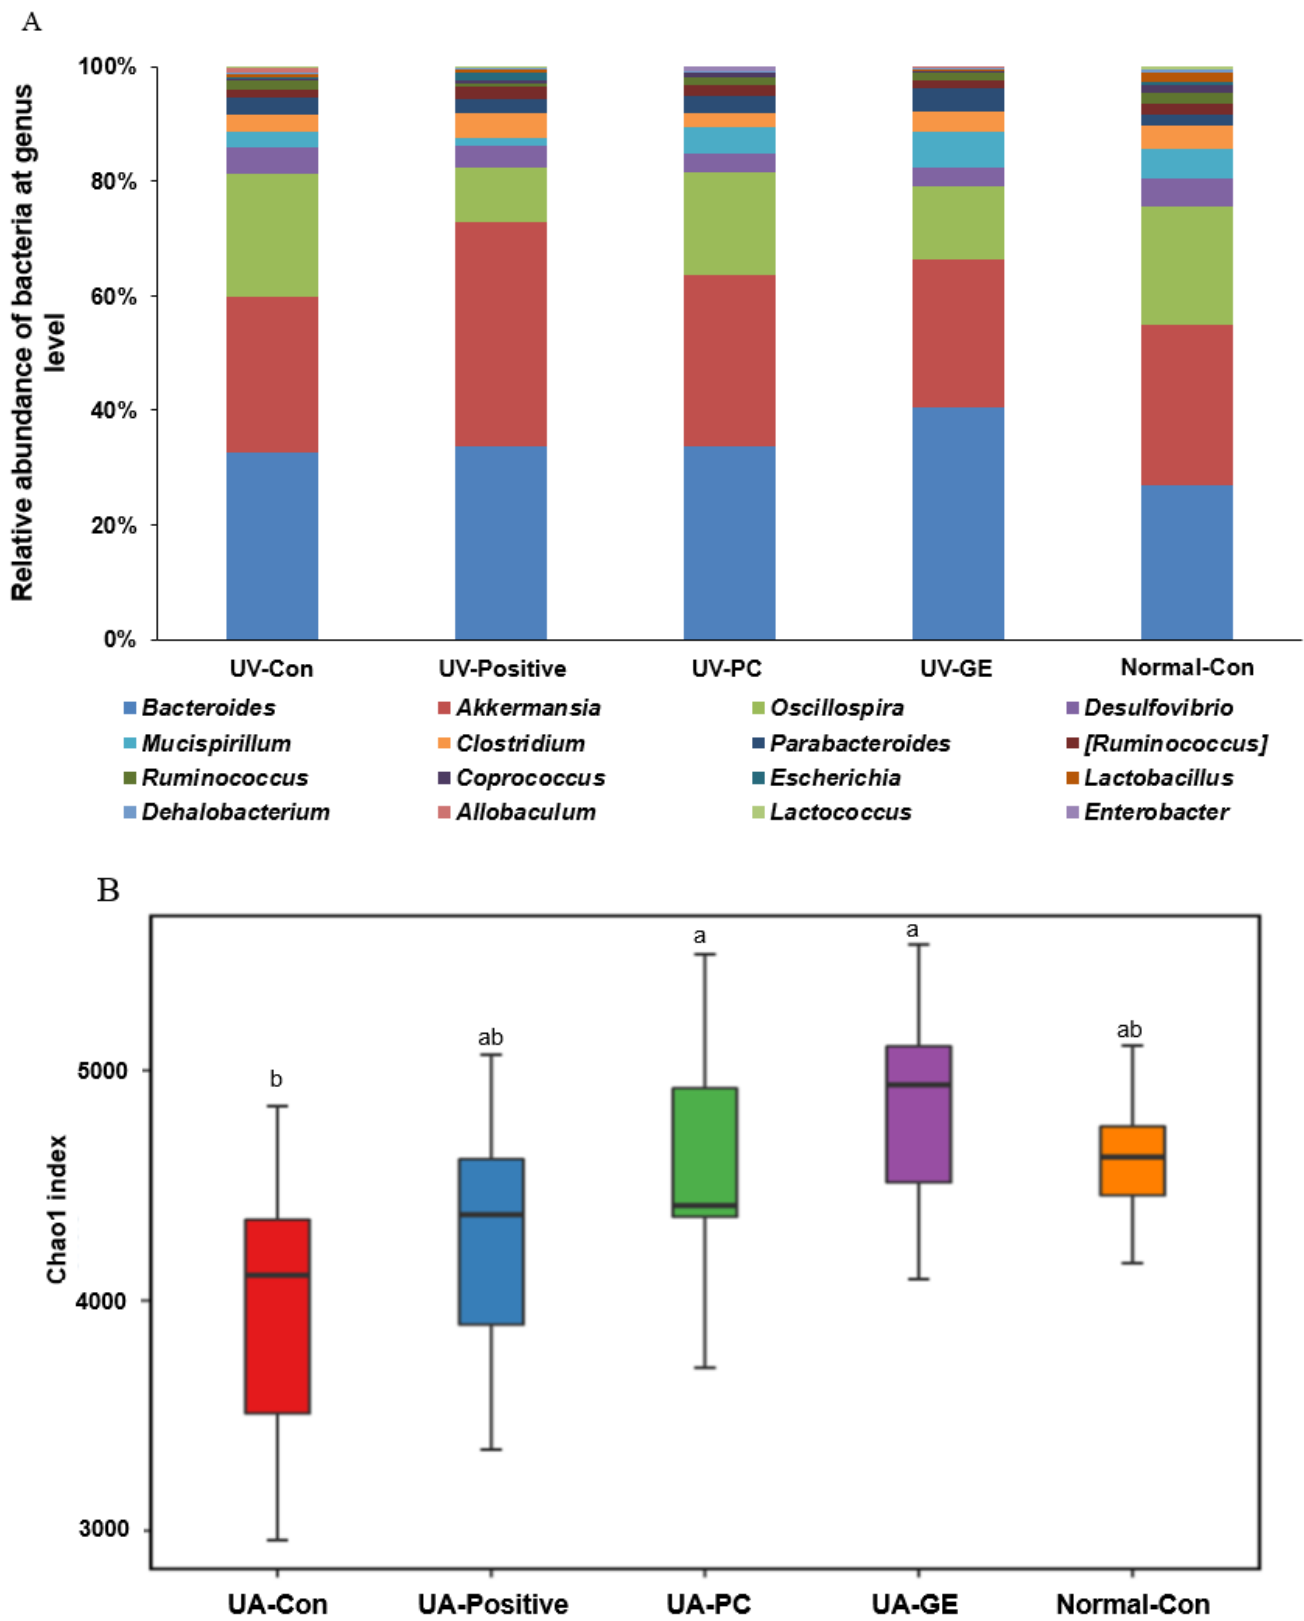 A
100%
80%
60%
40%
20%
0%
Relative abundance of bacteria at genus
level
UV-Con UV-Positive UV-PC UV-GE Normal-Con
Bacteroides Akkermansia Oscillospira Desulfovibrio
Mucispirillum Clostridium Parabacteroides [Ruminococcus]
Ruminococcus Coprococcus Escherichia Lactobacillus
Dehalobacterium Allobaculum Lactococcus Enterobacter
B
a a
ab ab
b
5000
4000
3000
Chao1 index
UA-Con UA-Positive UA-PC UA-GE Normal-Con